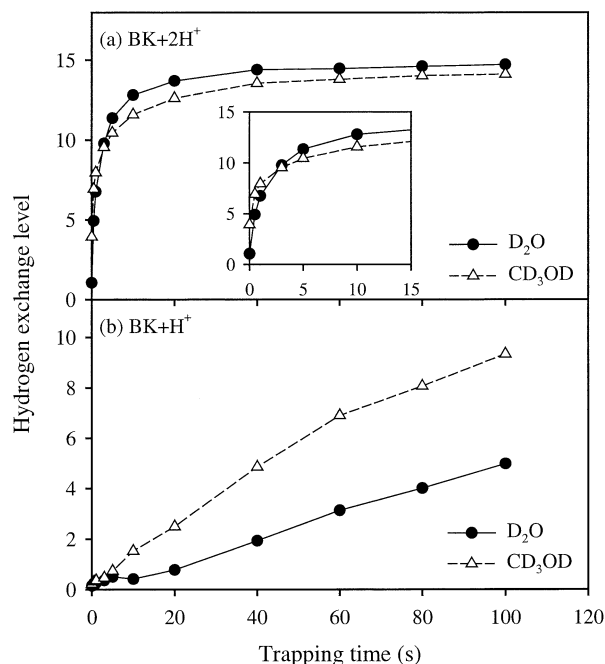 (a) BK+2H⁺
15
10
5
0
15
10
5
0
0 5 10 15
D₂O
CD₃OD
Hydrogen exchange level
(b) BK+H⁺
10
8
6
4
2
0
D₂O
CD₃OD
0 20 40 60 80 100 120
Trapping time (s)